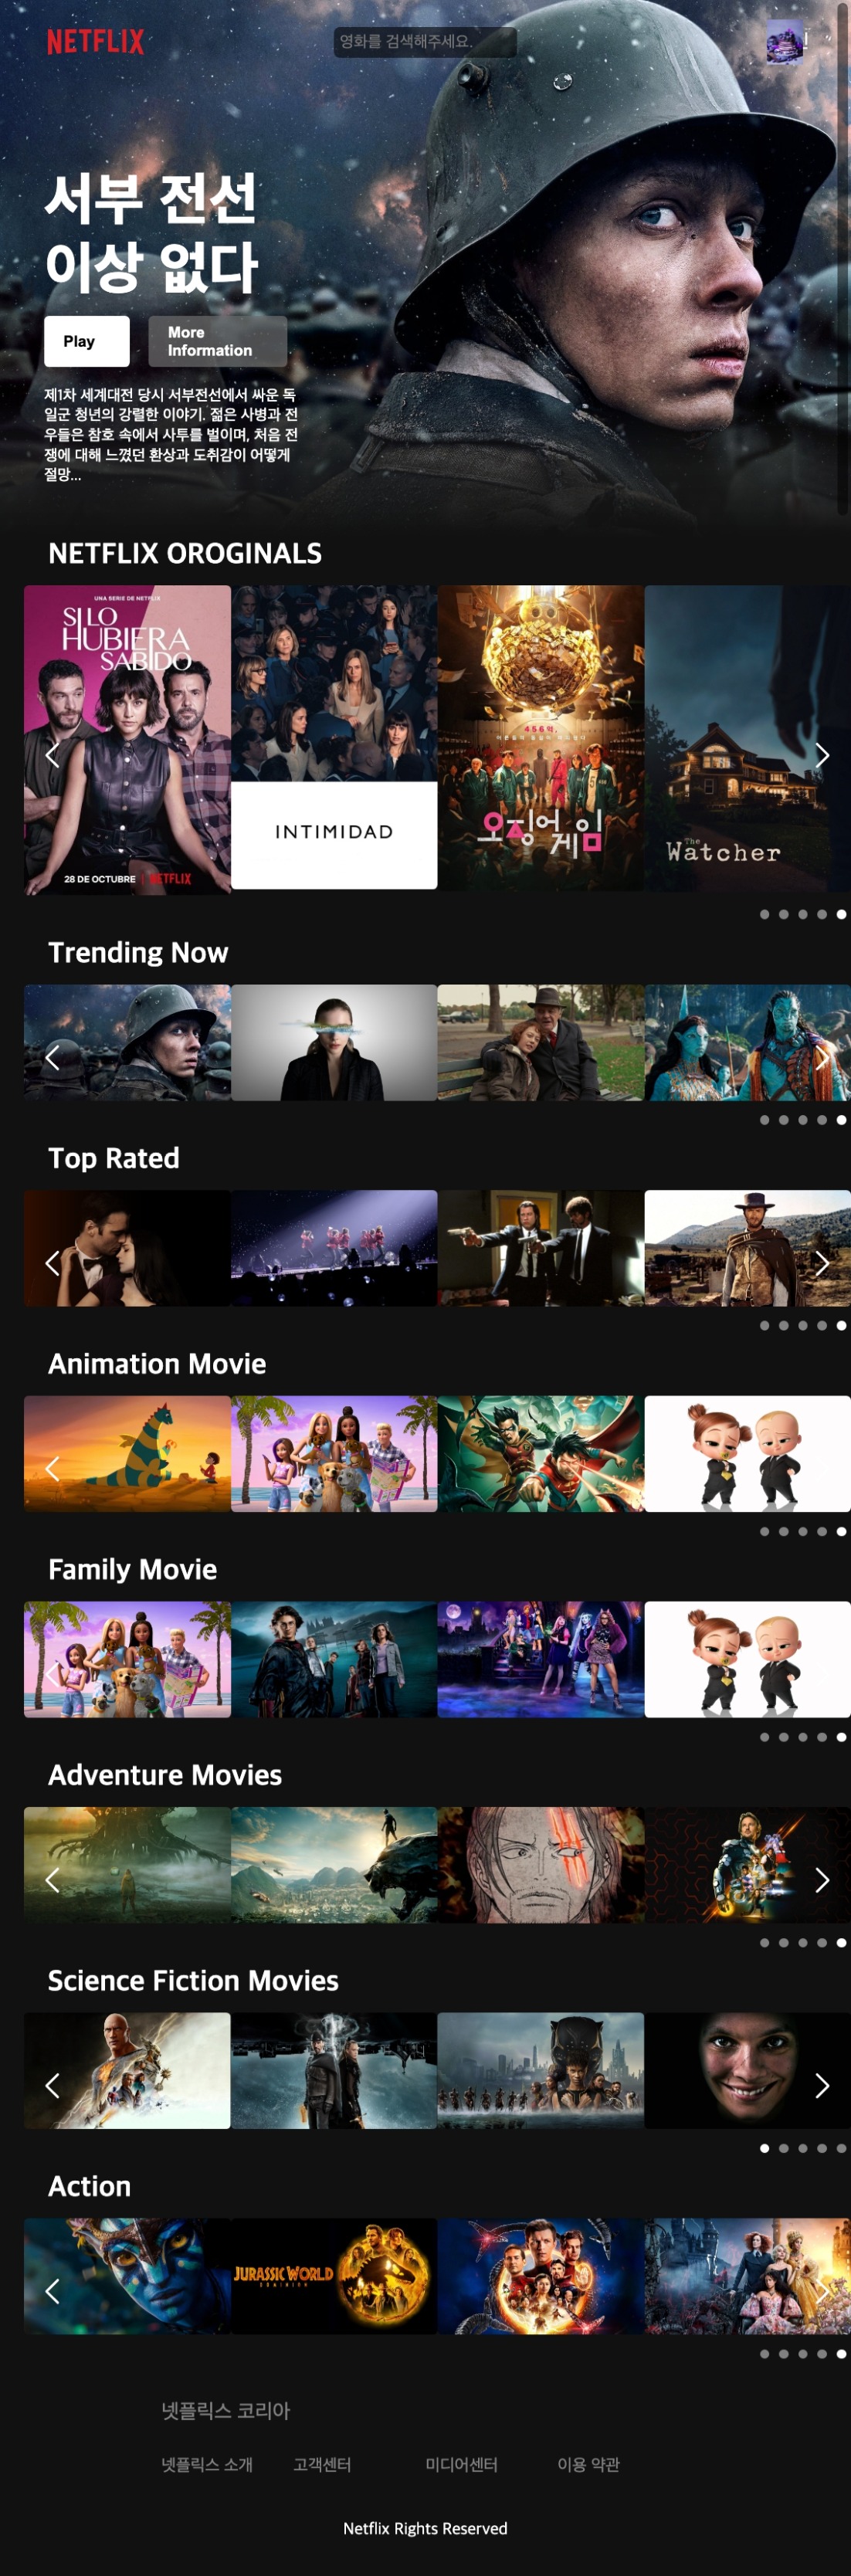 NETFLIX
영화를 검색해주세요.
서부 전선
이상 없다
Play
More
Information
제1차 세계대전 당시 서부전선에서 싸운 독
일군 청년의 강렬한 이야기. 젊은 사병과 전
우들은 참호 속에서 사투를 벌이며, 처음 전
쟁에 대해 느꼈던 환상과 도취감이 어떻게
절망...
NETFLIX OROGINALS
UNA SERIE DE NETFLIX
SI LO
HUBIERA
SABIDO
28 DE OCTUBRE | NETFLIX
INTIMIDAD
456억,
오징어
게임
The
Watcher
Trending Now
Top Rated
Animation Movie
Family Movie
Adventure Movies
Science Fiction Movies
Action
JURASSIC WORLD
DOMINION
넷플릭스 코리아
넷플릭스 소개 고객센터 미디어센터 이용 약관
Netflix Rights Reserved